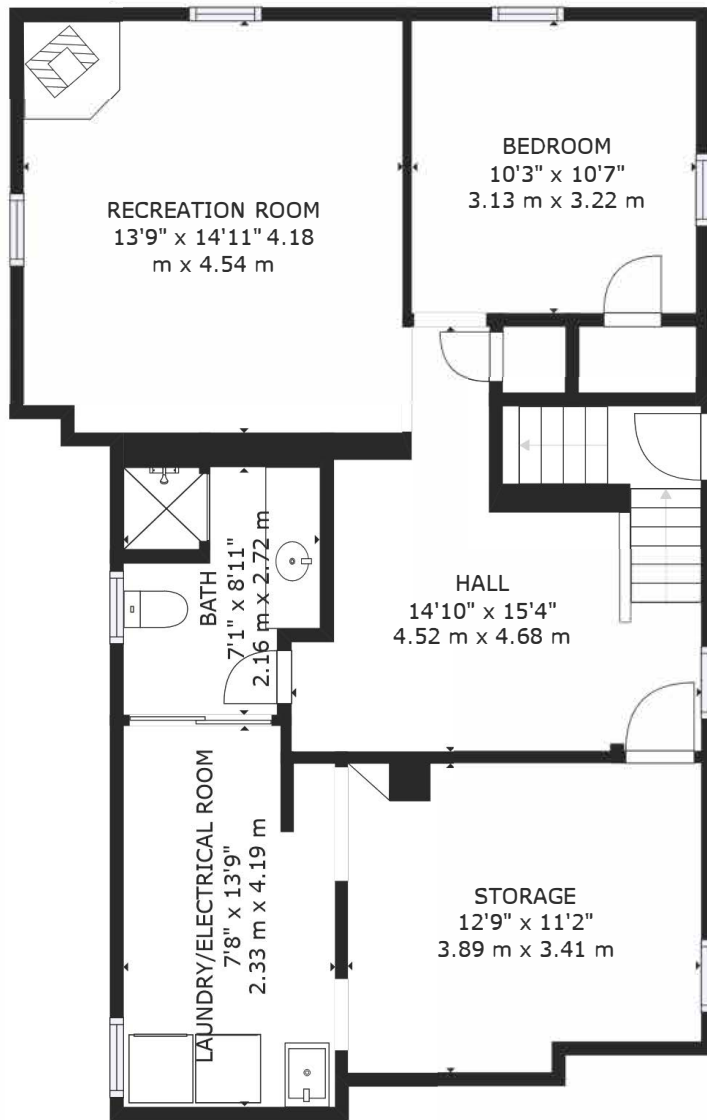 BEDROOM
10'3" x 10'7"
3.13 m x 3.22 m
RECREATION ROOM
13'9" x 14'11" 4.18
m x 4.54 m
BATH
7'1" x 8'11"
2.16 m x 2.72 m
HALL
14'10" x 15'4"
4.52 m x 4.68 m
LAUNDRY/ELECTRICAL ROOM
7'8" x 13'9"
2.33 m x 4.19 m
STORAGE
12'9" x 11'2"
3.89 m x 3.41 m